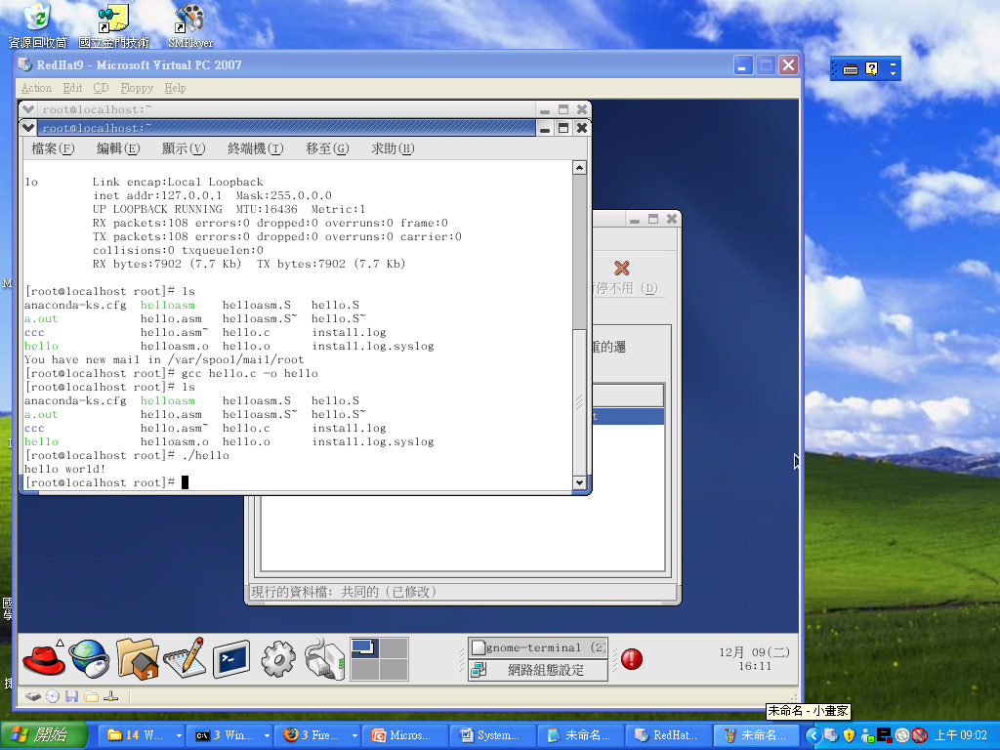 資源回收筒
國立金門技術
SMPlayer
RedHat9 - Microsoft Virtual PC 2007
Action Edit CD Floppy Help
root@localhost:~
root@localhost:~
檔案(F) 編輯(E) 顯示(V) 終端機(T) 移至(G) 求助(H)
lo Link encap:Local Loopback
inet addr:127.0.0.1 Mask:255.0.0.0
UP LOOPBACK RUNNING MTU:16436 Metric:1
RX packets:108 errors:0 dropped:0 overruns:0 frame:0
TX packets:108 errors:0 dropped:0 overruns:0 carrier:0
collisions:0 txqueuelen:0
RX bytes:7902 (7.7 Kb) TX bytes:7902 (7.7 Kb)
[root@localhost root]# ls
anaconda-ks.cfg helloasm helloasm.S hello.S
a.out hello.asm helloasm.S~ hello.S~
ccc hello.asm~ hello.c install.log
hello helloasm.o hello.o install.log.syslog
You have new mail in /var/spool/mail/root
[root@localhost root]# gcc hello.c -o hello
[root@localhost root]# ls
anaconda-ks.cfg helloasm helloasm.S hello.S
a.out hello.asm helloasm.S~ hello.S~
ccc hello.asm~ hello.c install.log
hello helloasm.o hello.o install.log.syslog
[root@localhost root]# ./hello
hello world!
[root@localhost root]#
停不用 (D)
重的邏
t
現行的資料檔: 共同的 (已修改)
gnome-terminal (2
網路組態設定
12月 09(二)
16:11
未命名 - 小畫家
開始
14 W...
3 Win...
3 Fire...
Micros...
System...
未命名...
RedHat...
未命名...
上午 09:02